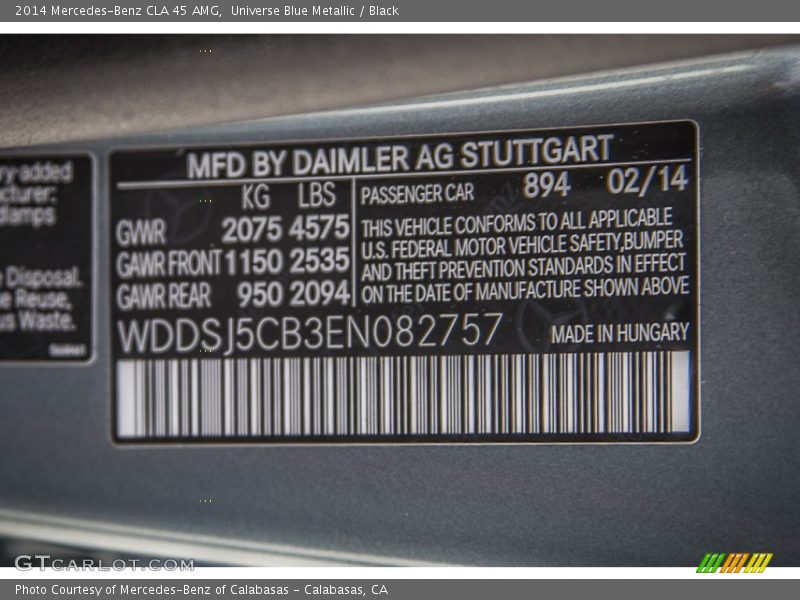 2014 Mercedes-Benz CLA 45 AMG, Universe Blue Metallic / Black
ry added
cturer:
dlamps
e Disposal.
se Reuse.
us Waste.
MFD BY DAIMLER AG STUTTGART
KG LBS
GWR 2075 4575
GAWR FRONT 1150 2535
GAWR REAR 950 2094
PASSENGER CAR 894 02/14
THIS VEHICLE CONFORMS TO ALL APPLICABLE
U.S. FEDERAL MOTOR VEHICLE SAFETY,BUMPER
AND THEFT PREVENTION STANDARDS IN EFFECT
ON THE DATE OF MANUFACTURE SHOWN ABOVE
WDDSJ5CB3EN082757 MADE IN HUNGARY
GTCARLOT.COM
Photo Courtesy of Mercedes-Benz of Calabasas - Calabasas, CA